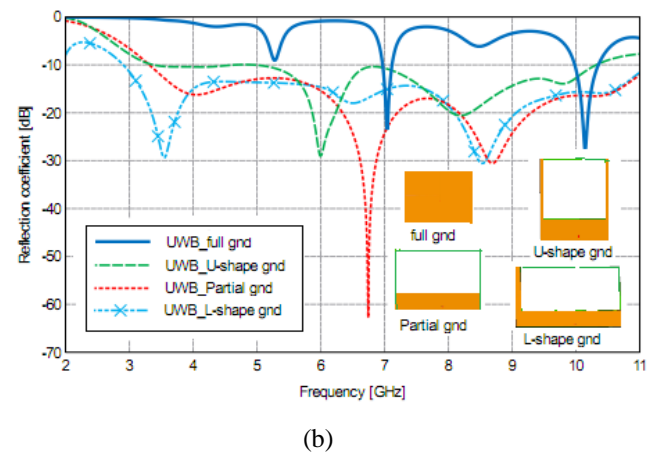 0
-10
-20
-30
-40
-50
-60
-70
Reflection coefficient [dB]
UWB_full gnd
UWB_U-shape gnd
UWB_Partial gnd
UWB_L-shape gnd
full gnd
U-shape gnd
Partial gnd
L-shape gnd
2 3 4 5 6 7 8 9 10 11
Frequency [GHz]
(b)